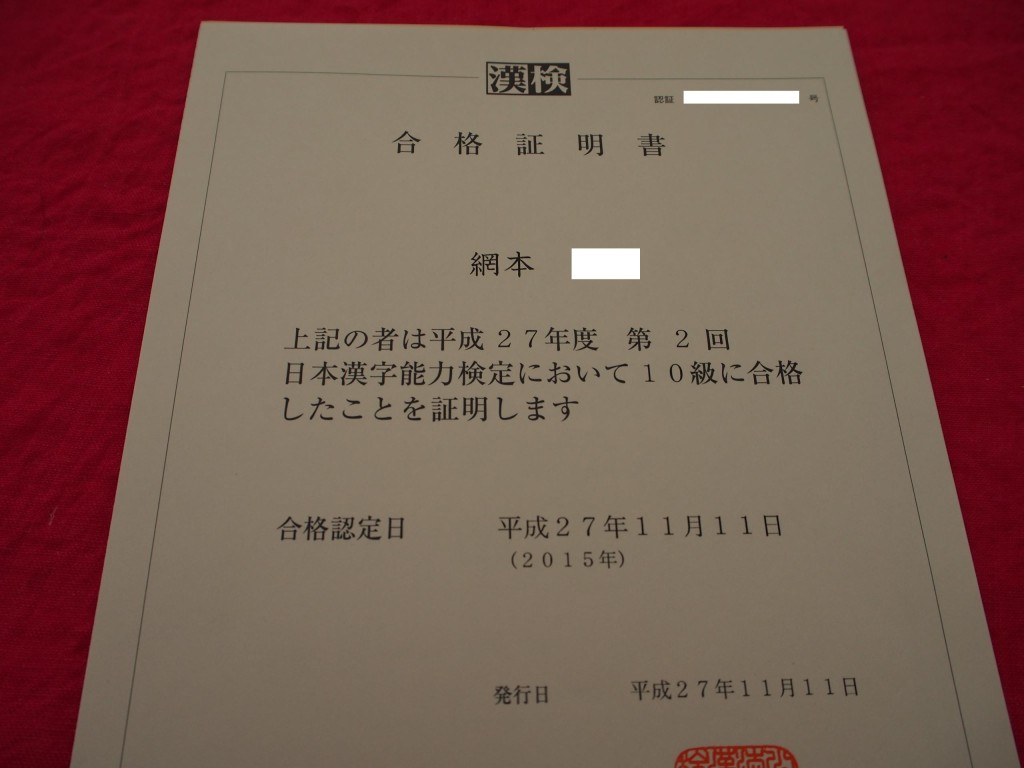 漢検
認証 号
合格証明書
網本
上記の者は平成27年度 第2回
日本漢字能力検定において10級に合格
したことを証明します
合格認定日 平成27年11月11日
(2015年)
発行日 平成27年11月11日